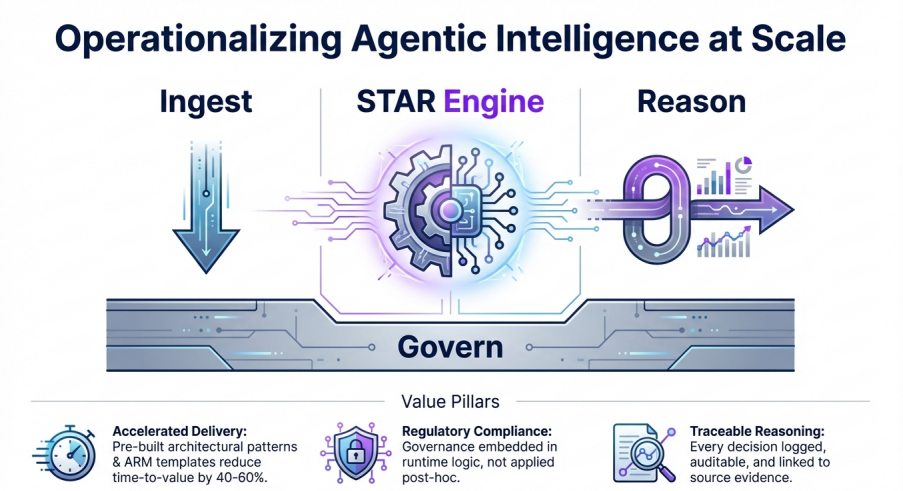 Operationalizing Agentic Intelligence at Scale
Ingest
STAR Engine
Reason
Govern
Value Pillars
Accelerated Delivery:
Pre-built architectural patterns
& ARM templates reduce
time-to-value by 40-60%.
Regulatory Compliance:
Governance embedded in
runtime logic, not applied
post-hoc.
Traceable Reasoning:
Every decision logged,
auditable, and linked to
source evidence.